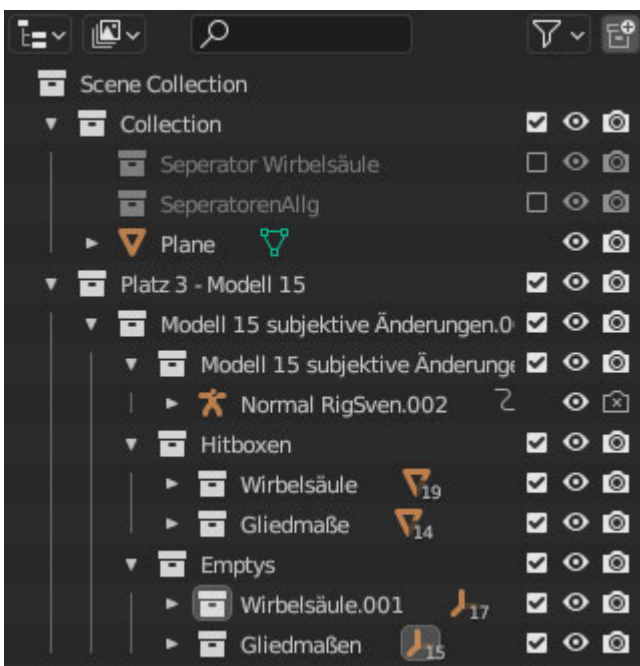 Scene Collection
Collection
Seperator Wirbelsäule
SeperatorenAllg
Plane
Platz 3 - Modell 15
Modell 15 subjektive Änderungen.0
Modell 15 subjektive Änderunge
Normal RigSven.002
Hitboxen
Wirbelsäule 19
Gliedmaße 14
Emptys
Wirbelsäule.001 17
Gliedmaßen 15